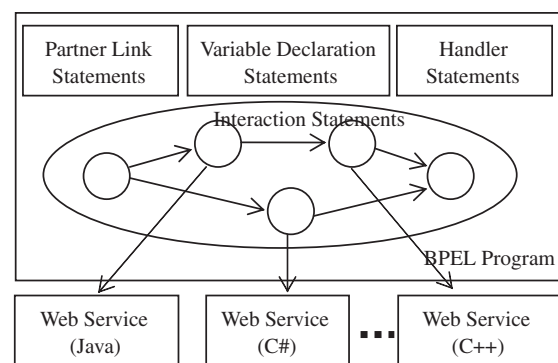 Partner Link
Statements
Variable Declaration
Statements
Handler
Statements
Interaction Statements
BPEL Program
Web Service
(Java)
Web Service
(C#)
Web Service
(C++)